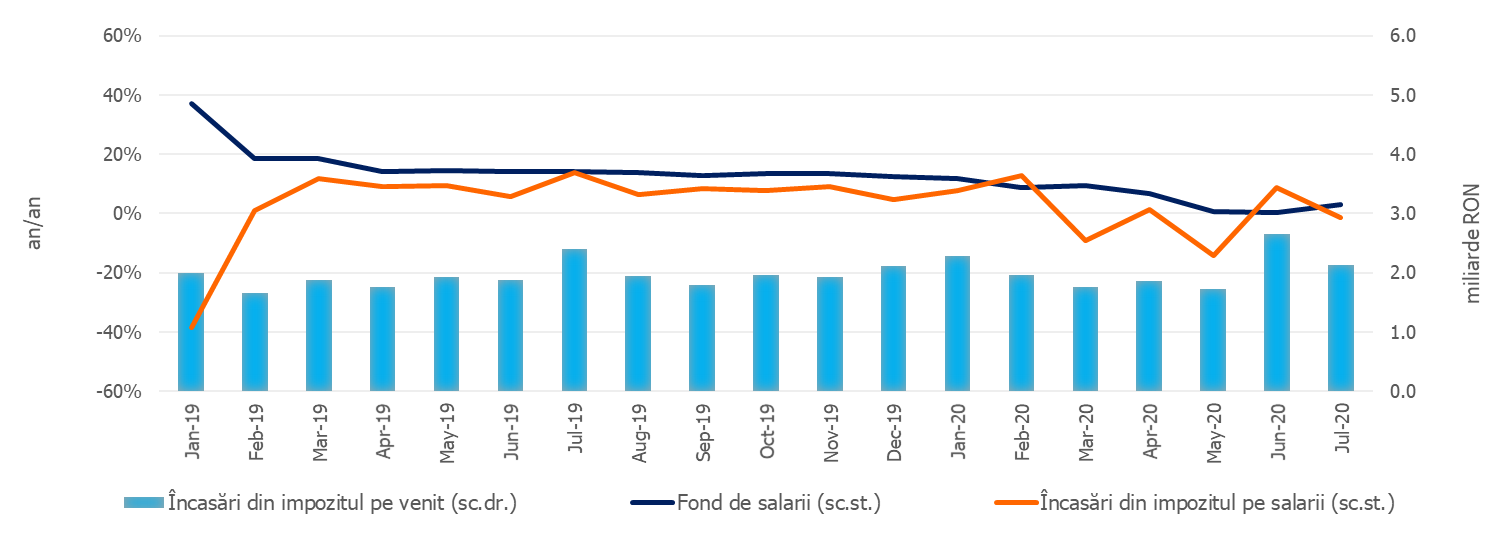 60%
40%
20%
0%
-20%
-40%
-60%
an/an
6.0
5.0
4.0
3.0
2.0
1.0
0.0
miliarde RON
Jan-19
Feb-19
Mar-19
Apr-19
May-19
Jun-19
Jul-19
Aug-19
Sep-19
Oct-19
Nov-19
Dec-19
Jan-20
Feb-20
Mar-20
Apr-20
May-20
Jun-20
Jul-20
Încasări din impozitul pe venit (sc.dr.)
Fond de salarii (sc.st.)
Încasări din impozitul pe salarii (sc.st.)